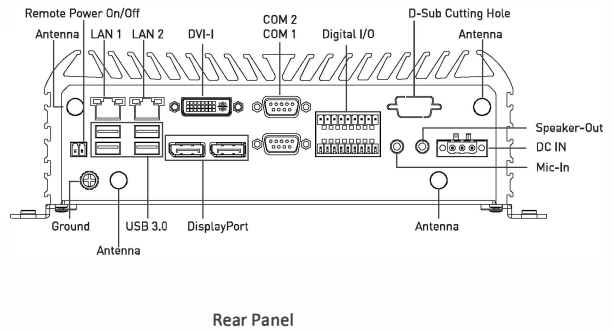 Remote Power On/Off
COM 2
D-Sub Cutting Hole
Antenna LAN 1 LAN 2 DVI-I COM 1 Digital I/O Antenna
Speaker-Out
DC IN
Mic-In
Ground USB 3.0 DisplayPort Antenna
Antenna
Rear Panel